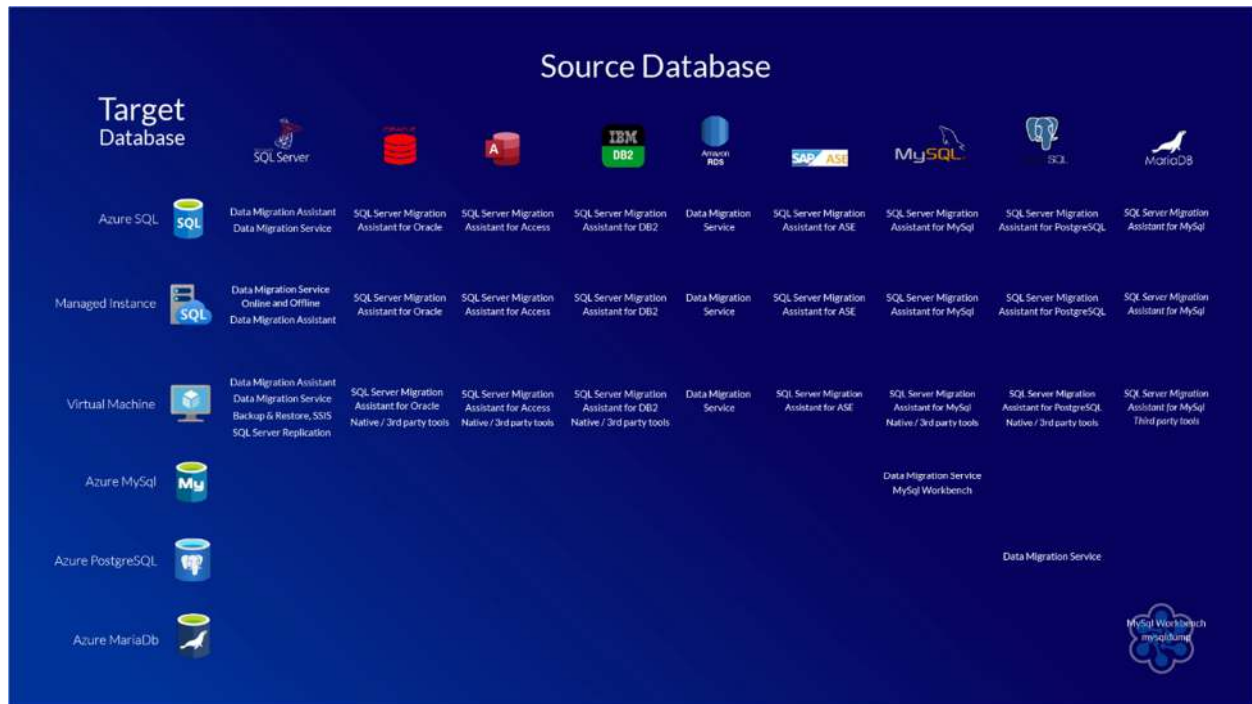 Source Database
Target
Database
SQL Server
ORACLE
A
IBM
DB2
Amazon
RDS
SAP ASE
MySQL
SQL
MariaDB
Azure SQL
SQL
Data Migration Assistant
Data Migration Service
SQL Server Migration
Assistant for Oracle
SQL Server Migration
Assistant for Access
SQL Server Migration
Assistant for DB2
Data Migration
Service
SQL Server Migration
Assistant for ASE
SQL Server Migration
Assistant for MySql
SQL Server Migration
Assistant for PostgreSQL
SQL Server Migration
Assistant for MySql
Managed Instance
SQL
Data Migration Service
Online and Offline
Data Migration Assistant
SQL Server Migration
Assistant for Oracle
SQL Server Migration
Assistant for Access
SQL Server Migration
Assistant for DB2
Data Migration
Service
SQL Server Migration
Assistant for ASE
SQL Server Migration
Assistant for MySql
SQL Server Migration
Assistant for PostgreSQL
SQL Server Migration
Assistant for MySql
Virtual Machine
Data Migration Assistant
Data Migration Service
Backup & Restore, SSIS
SQL Server Replication
SQL Server Migration
Assistant for Oracle
Native / 3rd party tools
SQL Server Migration
Assistant for Access
Native / 3rd party tools
SQL Server Migration
Assistant for DB2
Native / 3rd party tools
Data Migration
Service
SQL Server Migration
Assistant for ASE
SQL Server Migration
Assistant for MySql
Native / 3rd party tools
SQL Server Migration
Assistant for PostgreSQL
Native / 3rd party tools
SQL Server Migration
Assistant for MySql
Third party tools
Azure MySql
My
Data Migration Service
MySql Workbench
Azure PostgreSQL
Data Migration Service
Azure MariaDb
MySql Workbench
mysqldump